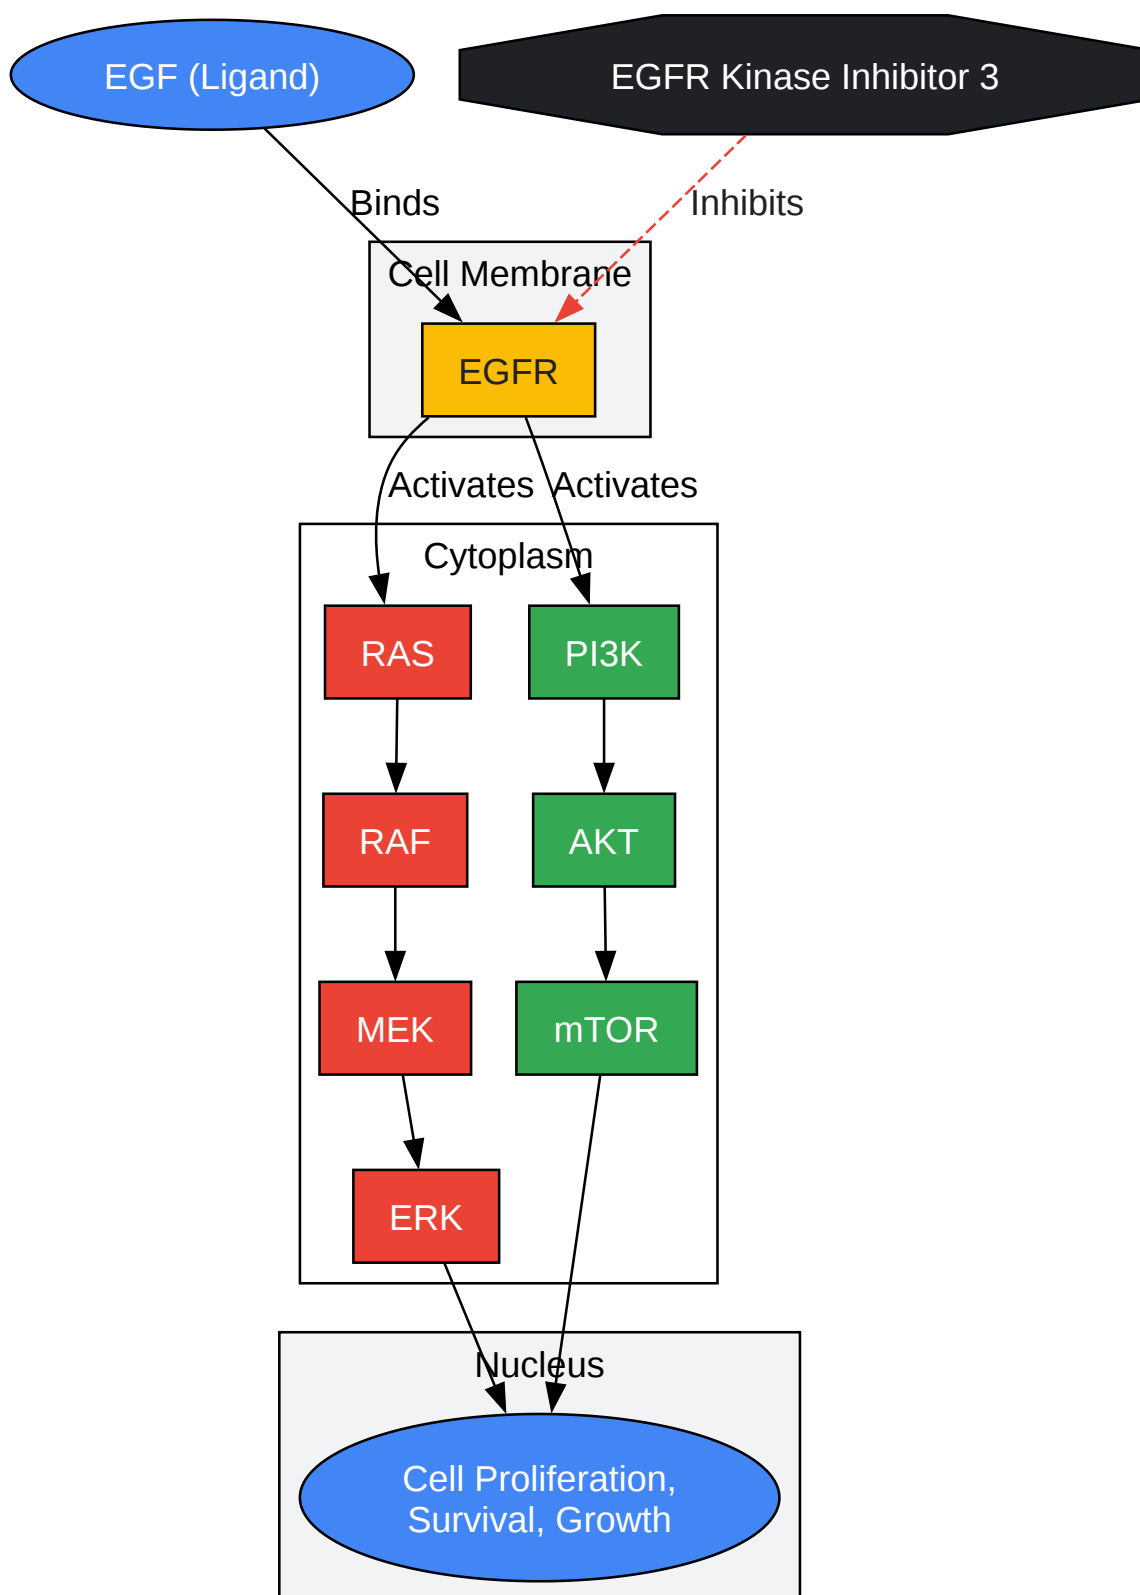 EGF (Ligand)
EGFR Kinase Inhibitor 3
Binds
Inhibits
Cell Membrane
EGFR
Activates
Activates
Cytoplasm
RAS
PI3K
RAF
AKT
MEK
mTOR
ERK
Nucleus
Cell Proliferation,
Survival, Growth